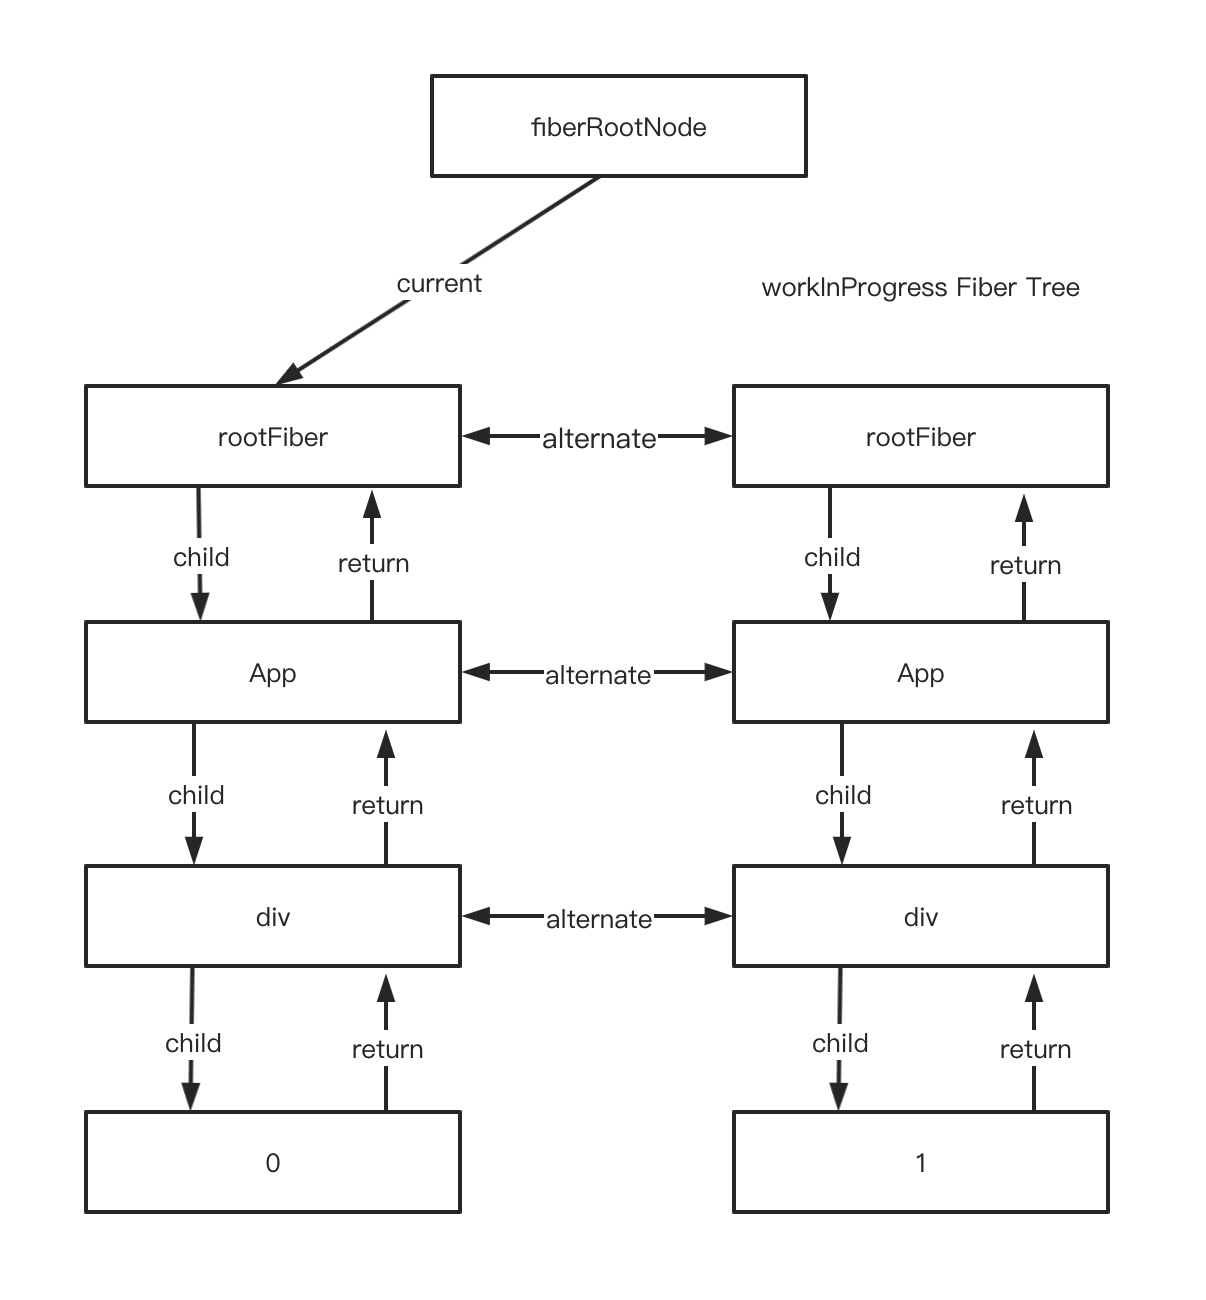 fiberRootNode
current
workInProgress Fiber Tree
rootFiber
alternate
rootFiber
child
return
child
return
App
alternate
App
child
return
child
return
div
alternate
div
child
return
child
return
0
1